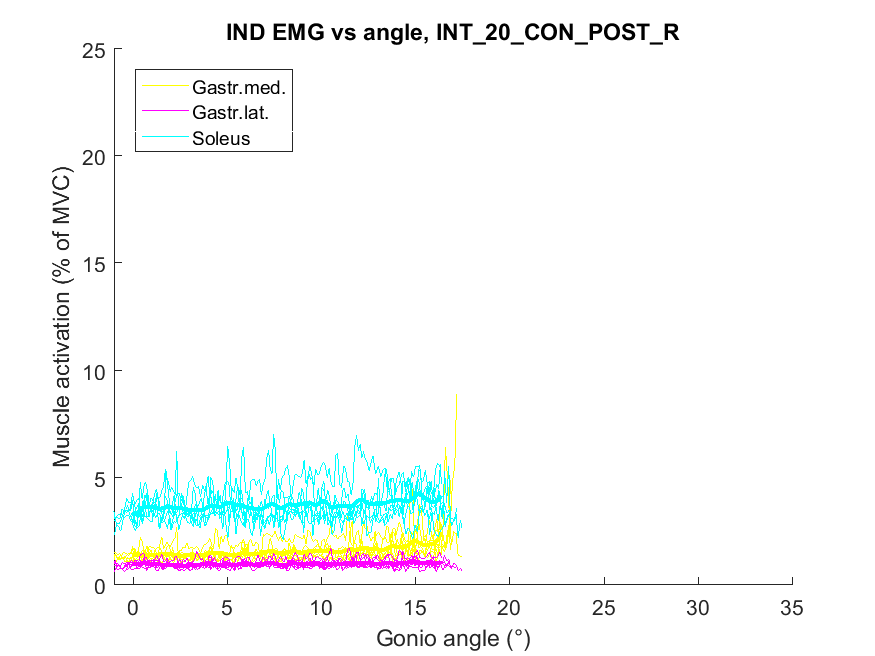 IND EMG vs angle, INT_20_CON_POST_R
25
20
15
10
5
0
Muscle activation (% of MVC)
Gastr.med.
Gastr.lat.
Soleus
0 5 10 15 20 25 30 35
Gonio angle (°)